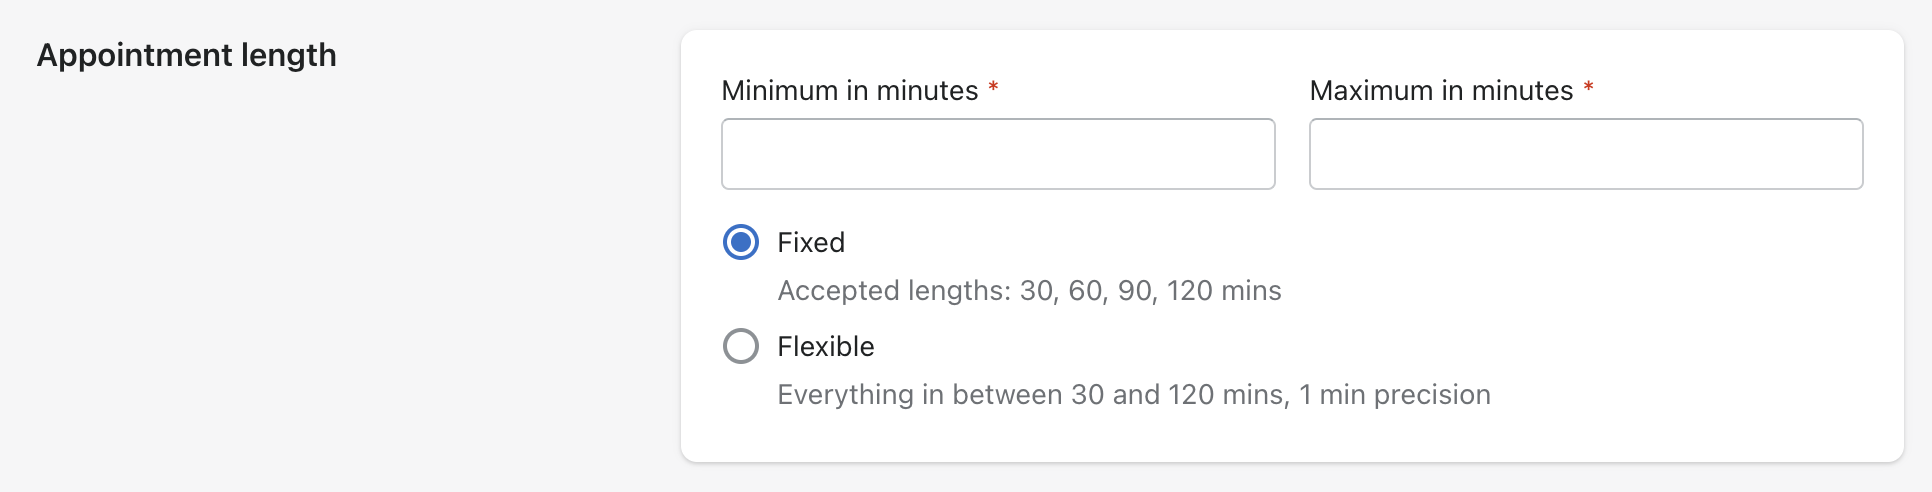 Appointment length
Minimum in minutes *
Maximum in minutes *
Fixed
Accepted lengths: 30, 60, 90, 120 mins
Flexible
Everything in between 30 and 120 mins, 1 min precision